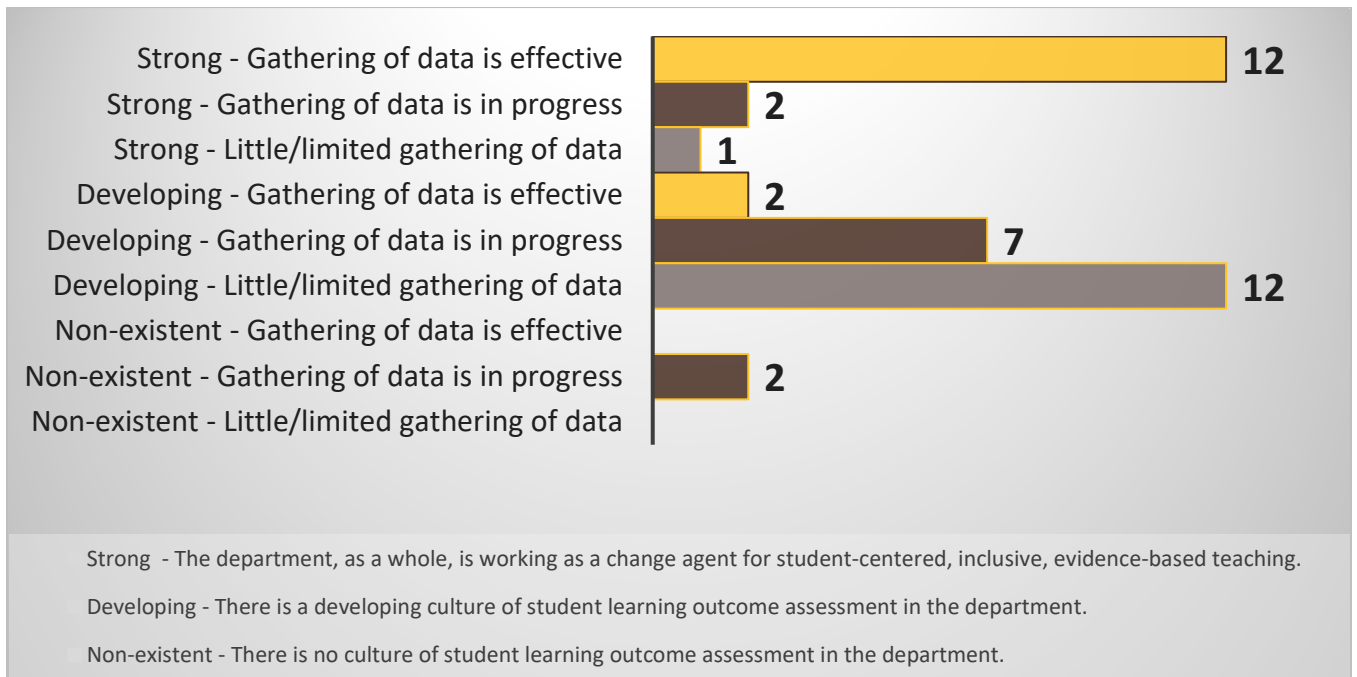 Strong - Gathering of data is effective 12
Strong - Gathering of data is in progress 2
Strong - Little/limited gathering of data 1
Developing - Gathering of data is effective 2
Developing - Gathering of data is in progress 7
Developing - Little/limited gathering of data 12
Non-existent - Gathering of data is effective
Non-existent - Gathering of data is in progress 2
Non-existent - Little/limited gathering of data
Strong - The department, as a whole, is working as a change agent for student-centered, inclusive, evidence-based teaching.
Developing - There is a developing culture of student learning outcome assessment in the department.
Non-existent - There is no culture of student learning outcome assessment in the department.